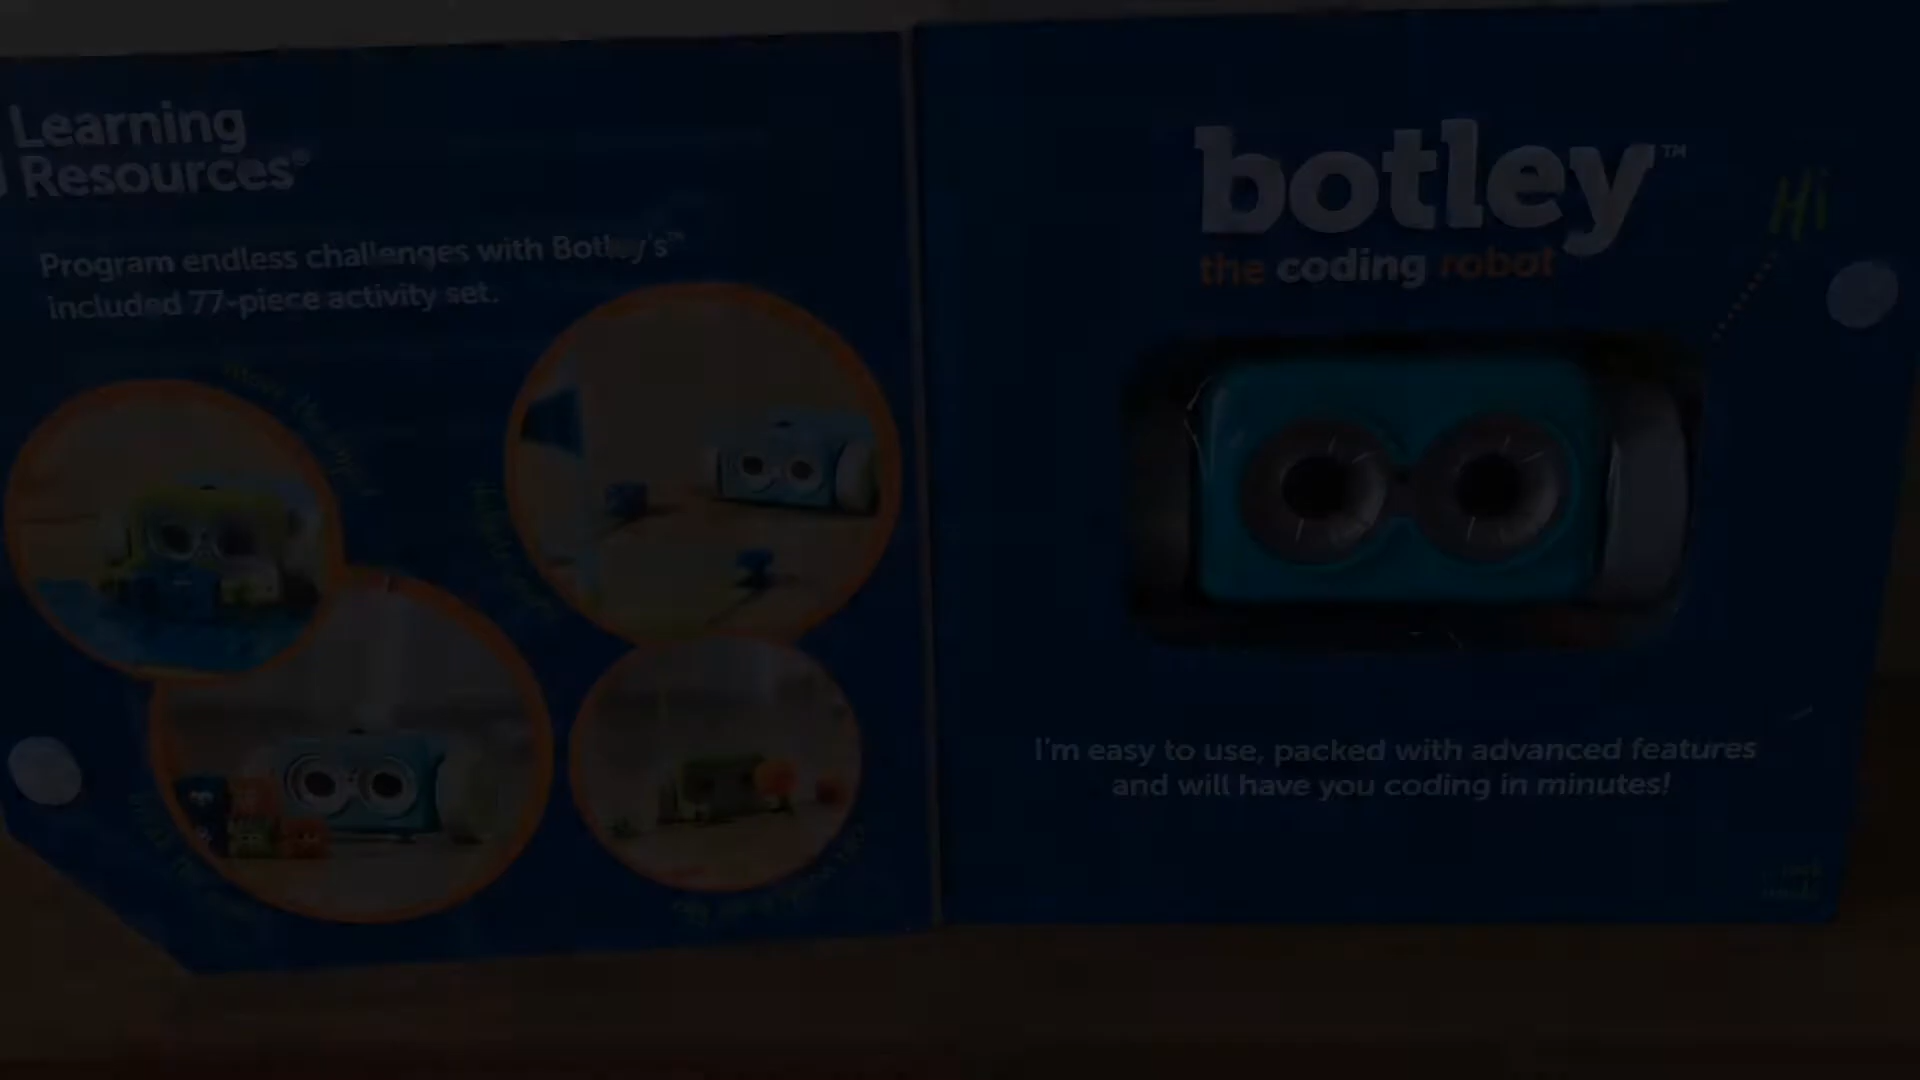 Learning
Resources®
Program endless challenges with Botley's™
included 77-piece activity set.
botley™
the coding robot
Hi
I'm easy to use, packed with advanced features
and will have you coding in minutes!